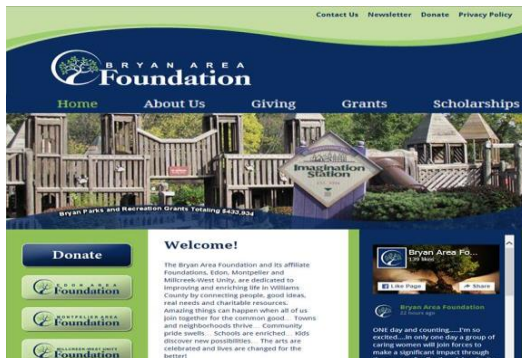 Contact Us Newsletter Donate Privacy Policy
BRYAN AREA
Foundation
Home About Us Giving Grants Scholarships
Imagination
Station
Bryan Parks and Recreation Grants Totaling $433,934
Donate
EDON AREA
Foundation
MONTPELIER AREA
Foundation
MILLCREEK-WEST UNITY
Foundation
Welcome!
The Bryan Area Foundation and its affiliate
Foundations, Edon, Montpelier and
Millcreek-West Unity, are dedicated to
improving and enriching life in Williams
County by connecting people, good ideas,
real needs and charitable resources.
Amazing things can happen when all of us
join together for the common good... Towns
and neighborhoods thrive... Community
pride swells... Schools are enriched... Kids
discover new possibilities... The arts are
celebrated and lives are changed for the
better!
Bryan Area Fo...
Like Page Share
Bryan Area Foundation
22 hours ago
ONE day and counting.....I'm so
excited....In only one day a group of
caring women will join forces to
make a significant impact through